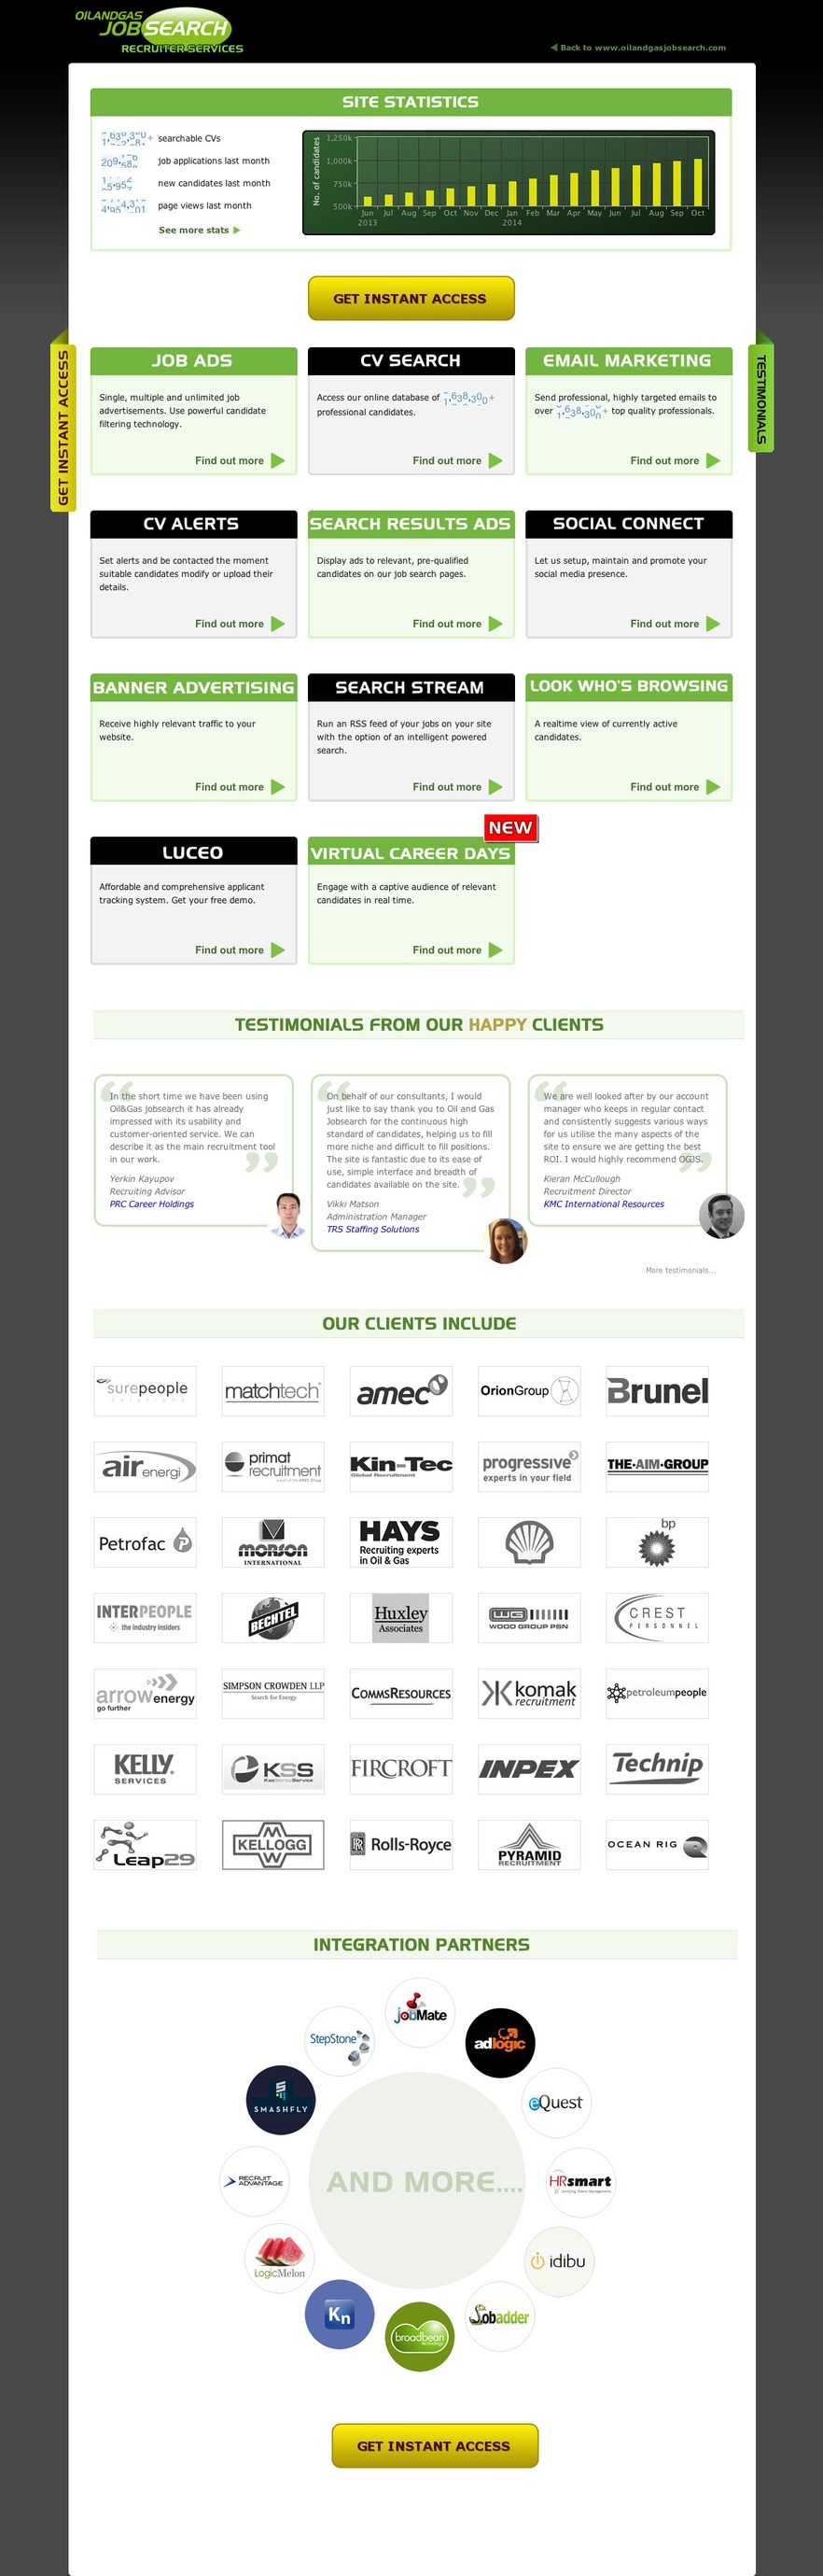 OILANDGAS
JOBSEARCH
RECRUITER SERVICES
Back to www.oilandgasjobsearch.com
SITE STATISTICS
searchable CVs
job applications last month
new candidates last month
page views last month
See more stats
No. of candidates
1,250k
1,000k
750k
500k
Jun Jul Aug Sep Oct Nov Dec Jan Feb Mar Apr May Jun Jul Aug Sep Oct
2013 2014
GET INSTANT ACCESS
GET INSTANT ACCESS
TESTIMONIALS
JOB ADS
Single, multiple and unlimited job
advertisements. Use powerful candidate
filtering technology.
Find out more
CV SEARCH
Access our online database of
professional candidates.
Find out more
EMAIL MARKETING
Send professional, highly targeted emails to
over top quality professionals.
Find out more
CV ALERTS
Set alerts and be contacted the moment
suitable candidates modify or upload their
details.
Find out more
SEARCH RESULTS ADS
Display ads to relevant, pre-qualified
candidates on our job search pages.
Find out more
SOCIAL CONNECT
Let us setup, maintain and promote your
social media presence.
Find out more
BANNER ADVERTISING
Receive highly relevant traffic to your
website.
Find out more
SEARCH STREAM
Run an RSS feed of your jobs on your site
with the option of an intelligent powered
search.
Find out more
LOOK WHO'S BROWSING
A realtime view of currently active
candidates.
Find out more
LUCEO
Affordable and comprehensive applicant
tracking system. Get your free demo.
Find out more
NEW
VIRTUAL CAREER DAYS
Engage with a captive audience of relevant
candidates in real time.
Find out more
TESTIMONIALS FROM OUR HAPPY CLIENTS
In the short time we have been using
Oil&Gas jobsearch it has already
impressed with its usability and
customer-oriented service. We can
describe it as the main recruitment tool
in our work.
Yerkin Kayupov
Recruiting Advisor
PRC Career Holdings
On behalf of our consultants, I would
just like to say thank you to Oil and Gas
Jobsearch for the continuous high
standard of candidates, helping us to fill
more niche and difficult to fill positions.
The site is fantastic due to its ease of
use, simple interface and breadth of
candidates available on the site.
Vikki Matson
Administration Manager
TRS Staffing Solutions
We are well looked after by our account
manager who keeps in regular contact
and consistently suggests various ways
for us utilise the many aspects of the
site to ensure we are getting the best
ROI. I would highly recommend OGJS.
Kieran McCullough
Recruitment Director
KMC International Resources
More testimonials...
OUR CLIENTS INCLUDE
surepeople
solutions
matchtech
amec
OrionGroup
Brunel
air energi
primat
recruitment
a part of the AMEC Group
Kin-Tec
Global Recruitment
progressive
experts in your field
THE·AIM·GROUP
Petrofac
MORSON
INTERNATIONAL
HAYS
Recruiting experts
in Oil & Gas
bp
INTERPEOPLE
the industry insiders
BECHTEL
Huxley
Associates
WG
WOOD GROUP PSN
CREST
PERSONNEL
arrowenergy
go further
SIMPSON CROWDEN LLP
Search for Energy
COMMSRESOURCES
komak
recruitment
petroleumpeople
KELLY
SERVICES
KSS
FIRCROFT
INPEX
Technip
Leap29
MW
KELLOGG
Rolls-Royce
PYRAMID
RECRUITMENT
OCEAN RIG
INTEGRATION PARTNERS
jobMate
StepStone
adlogic
SMASHFLY
eQuest
AND MORE....
RECRUIT
ADVANTAGE
HRsmart
LogicMelon
idibu
Kn
Jobadder
broadbean
technology
GET INSTANT ACCESS